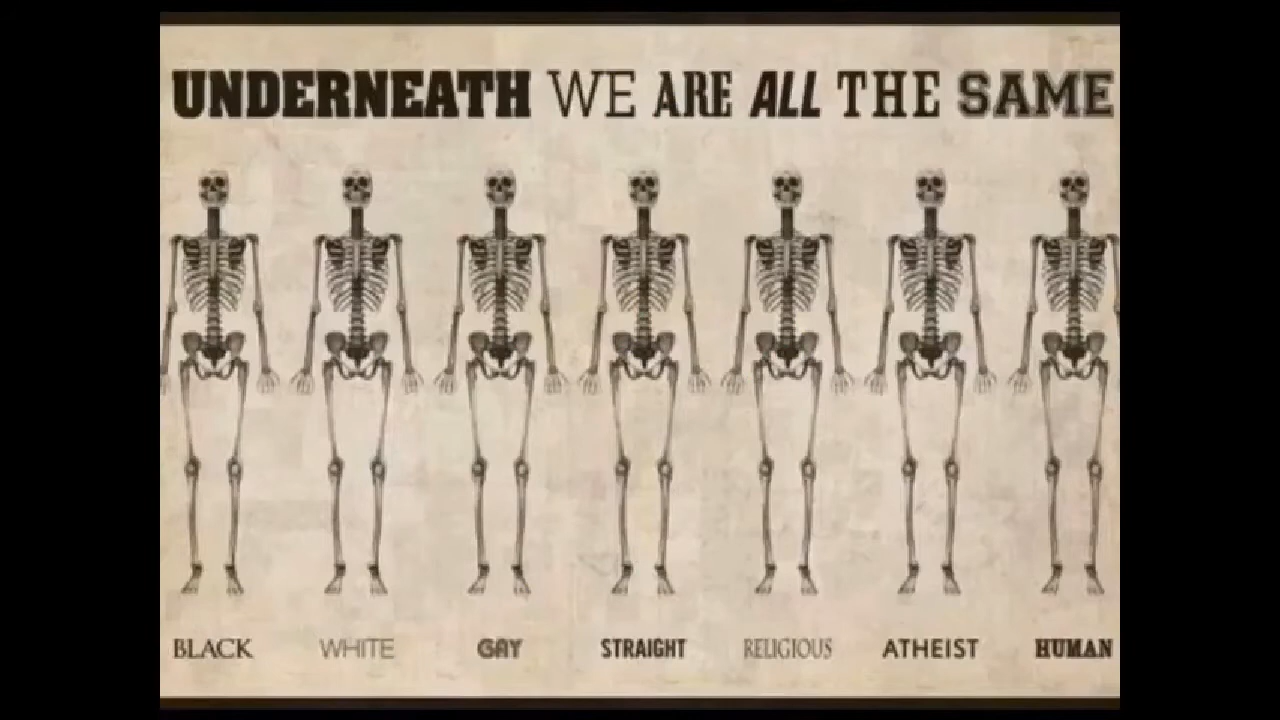 UNDERNEATH WE ARE ALL THE SAME
BLACK WHITE GAY STRAIGHT RELIGIOUS ATHEIST HUMAN